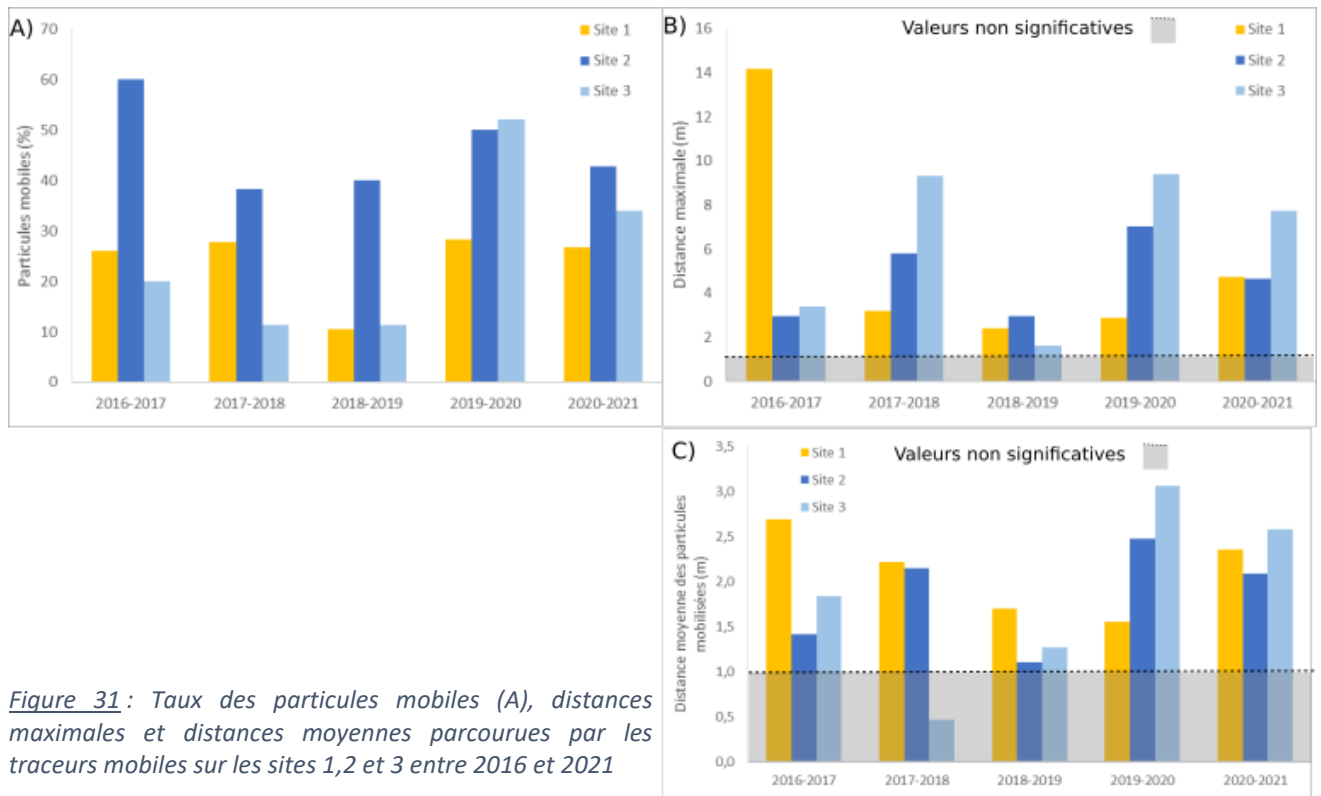 A)
Particules mobiles (%)
70
60
50
40
30
20
10
0
Site 1
Site 2
Site 3
2016-2017 2017-2018 2018-2019 2019-2020 2020-2021
B)
Valeurs non significatives
Distance maximale (m)
16
14
12
10
8
6
4
2
0
Site 1
Site 2
Site 3
2016-2017 2017-2018 2018-2019 2019-2020 2020-2021
C)
Valeurs non significatives
Distance moyenne des particules
mobilisées (m)
3,5
3,0
2,5
2,0
1,5
1,0
0,5
0,0
Site 1
Site 2
Site 3
2016-2017 2017-2018 2018-2019 2019-2020 2020-2021
Figure 31 : Taux des particules mobiles (A), distances
maximales et distances moyennes parcourues par les
traceurs mobiles sur les sites 1,2 et 3 entre 2016 et 2021